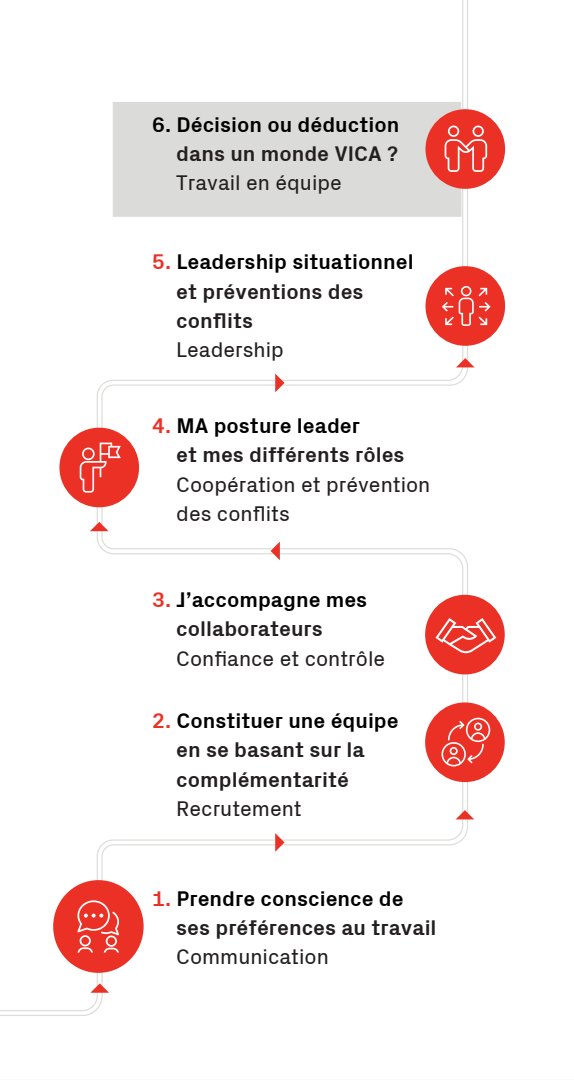 6. Décision ou déduction
dans un monde VICA ?
Travail en équipe
5. Leadership situationnel
et préventions des
conflits
Leadership
4. MA posture leader
et mes différents rôles
Coopération et prévention
des conflits
3. J’accompagne mes
collaborateurs
Confiance et contrôle
2. Constituer une équipe
en se basant sur la
complémentarité
Recrutement
1. Prendre conscience de
ses préférences au travail
Communication